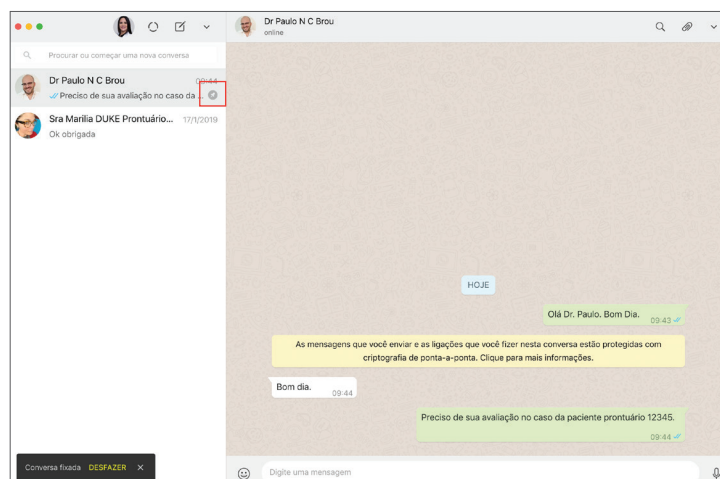 Procurar ou começar uma nova conversa
Dr Paulo N C Brou 09:44
Preciso de sua avaliação no caso da ...
Sra Marilia DUKE Prontuário... 17/1/2019
Ok obrigada
Conversa fixada DESFAZER
Dr Paulo N C Brou
online
HOJE
Olá Dr. Paulo. Bom Dia.
09:43
As mensagens que você enviar e as ligações que você fizer nesta conversa estão protegidas com
criptografia de ponta-a-ponta. Clique para mais informações.
Bom dia.
09:44
Preciso de sua avaliação no caso da paciente prontuário 12345.
09:44
Digite uma mensagem